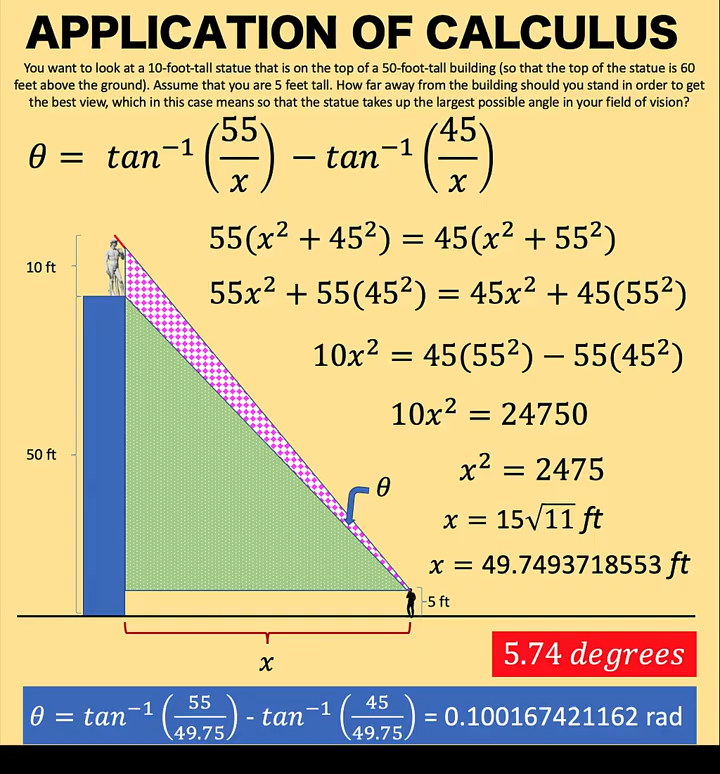 APPLICATION OF CALCULUS
You want to look at a 10-foot-tall statue that is on the top of a 50-foot-tall building (so that the top of the statue is 60
feet above the ground). Assume that you are 5 feet tall. How far away from the building should you stand in order to get
the best view, which in this case means so that the statue takes up the largest possible angle in your field of vision?
θ = tan⁻¹(55/x) − tan⁻¹(45/x)
55(x² + 45²) = 45(x² + 55²)
10 ft
55x² + 55(45²) = 45x² + 45(55²)
10x² = 45(55²) − 55(45²)
10x² = 24750
50 ft
x² = 2475
θ
x = 15√11 ft
x = 49.7493718553 ft
5 ft
x
5.74 degrees
θ = tan⁻¹(55/49.75) - tan⁻¹(45/49.75) = 0.100167421162 rad